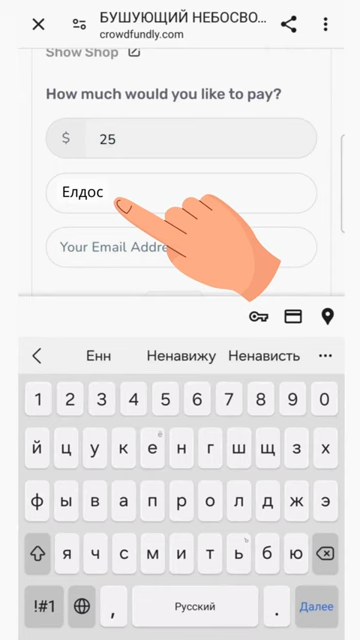 БУШУЮЩИЙ НЕБОСВО...
crowdfundly.com
Show Shop
How much would you like to pay?
$ 25
Елдос
Your Email Addre
Енн Ненавижу Ненависть ...
1 2 3 4 5 6 7 8 9 0
й ц у к е н г ш щ з х
ф ы в а п р о л д ж э
я ч с м и т ь б ю
!#1 , Русский . Далее